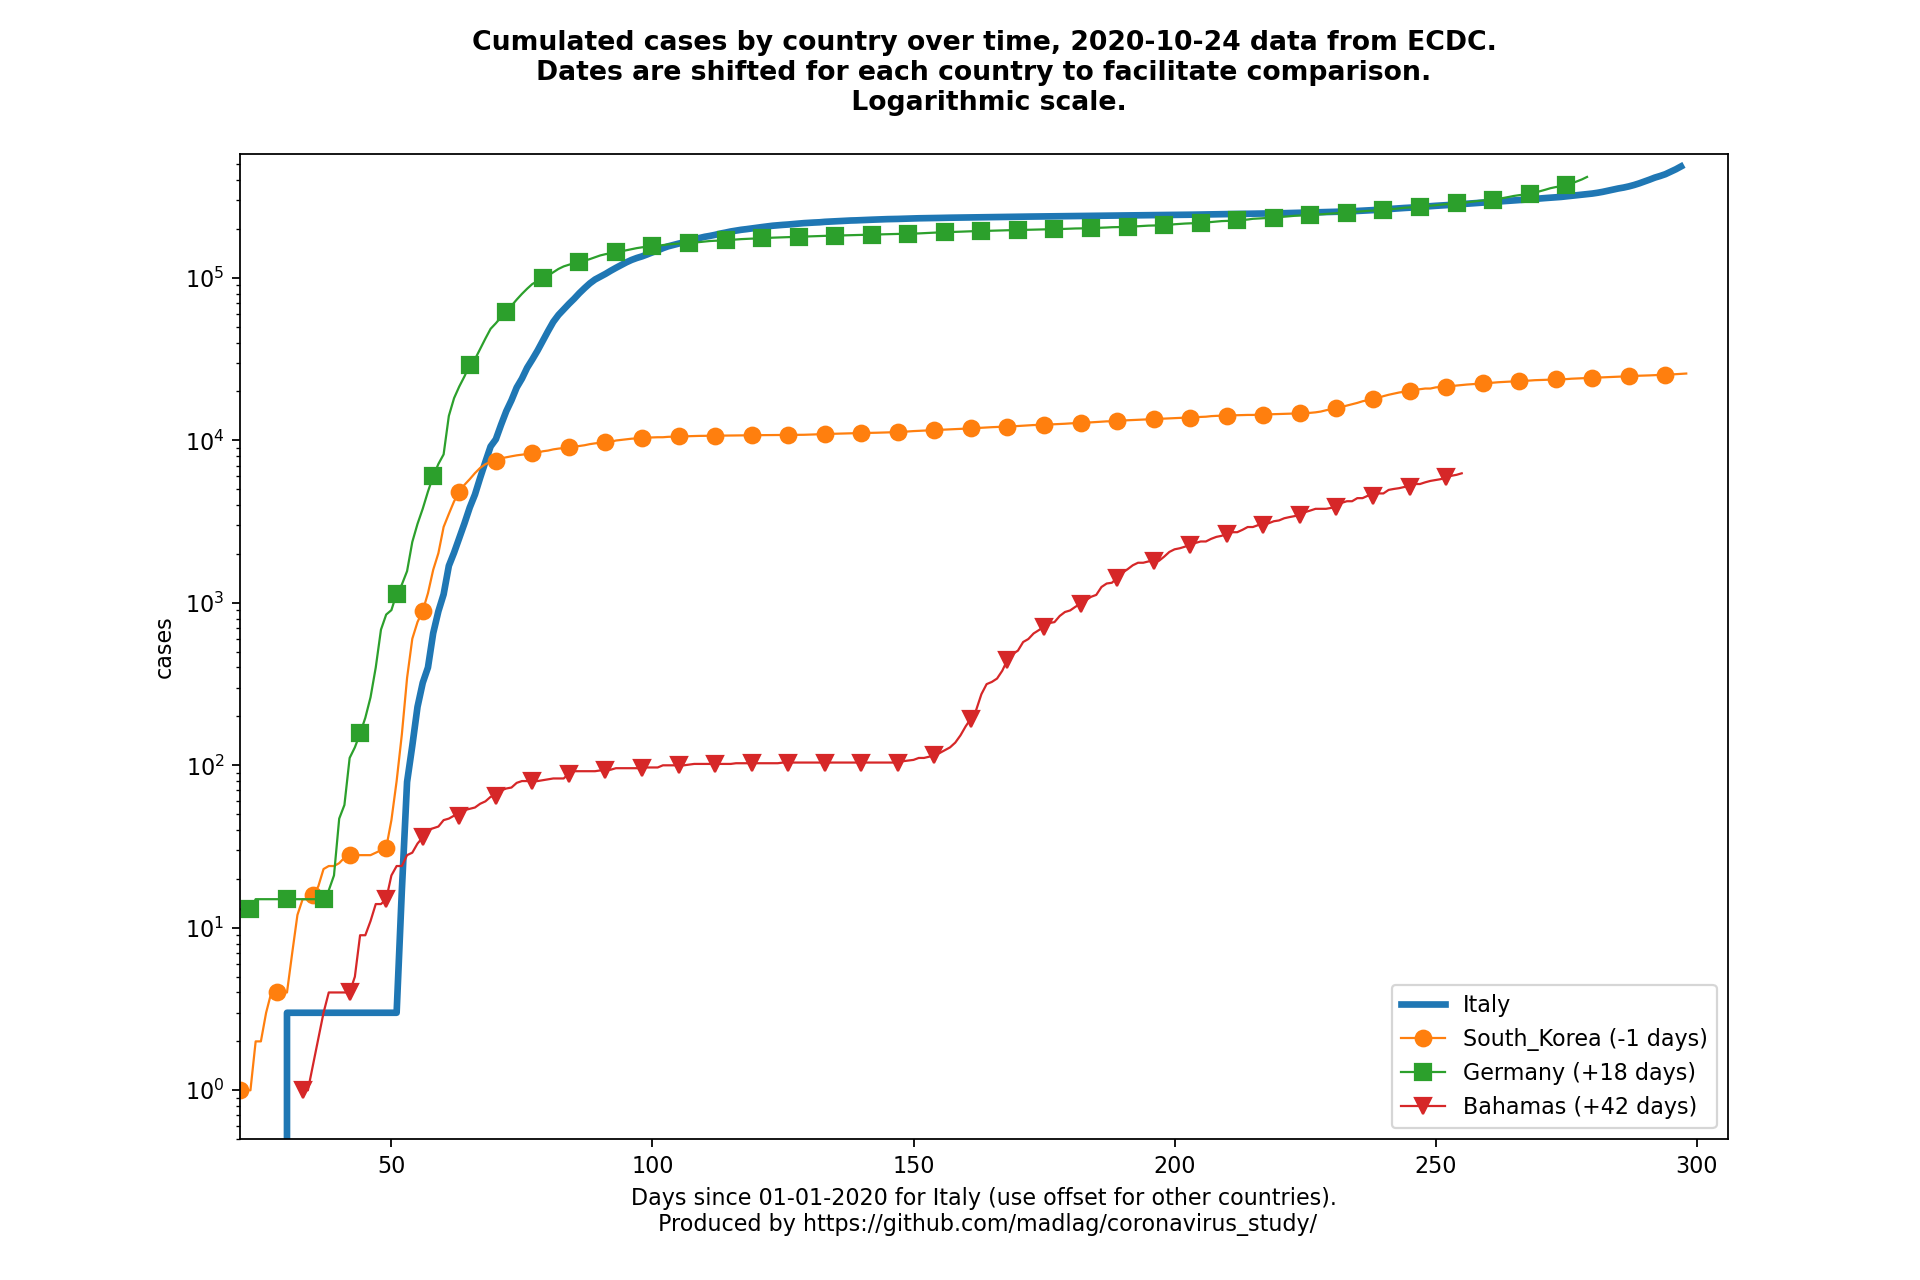 Cumulated cases by country over time, 2020-10-24 data from ECDC.
Dates are shifted for each country to facilitate comparison.
Logarithmic scale.
cases
10^5
10^4
10^3
10^2
10^1
10^0
50
100
150
200
250
300
Italy
South_Korea (-1 days)
Germany (+18 days)
Bahamas (+42 days)
Days since 01-01-2020 for Italy (use offset for other countries).
Produced by https://github.com/madlag/coronavirus_study/